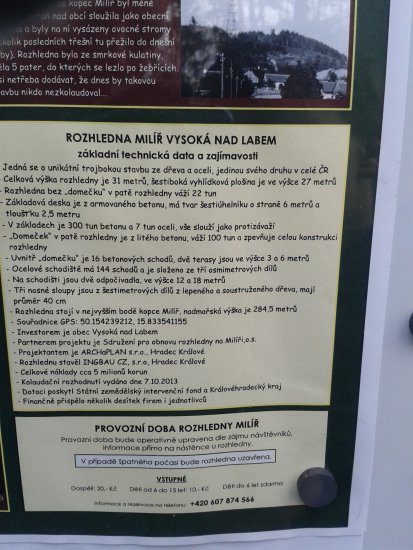 kopec Milíř byl méně
stráň nad obcí sloužila jako obecní
a byly na ní vysázeny ovocné stromy
několik posledních třešní tu přežilo do dnešní
by). Rozhledna byla ze smrkové kulatiny,
ěla 5 pater, do kterých se lezlo po žebřících.
si netřeba dodávat, že dnes by takovou
avbu nikdo nezkolaudoval...
ROZHLEDNA MILÍŘ VYSOKÁ NAD LABEM
základní technická data a zajímavosti
Jedná se o unikátní trojbokou stavbu ze dřeva a oceli, jedinou svého druhu v celé ČR
- Celková výška rozhledny je 31 metrů, šestiboká vyhlídková plošina je ve výšce 27 metrů
- Rozhledna bez „domečku" v patě rozhledny váží 22 tun
- Základová deska je z armovaného betonu, má tvar šestiúhelníku o straně 6 metrů a
tloušťku 2,5 metru
- V základech je 300 tun betonu a 7 tun oceli, vše slouží jako protizávaží
- „Domeček" v patě rozhledny je z litého betonu, váží 100 tun a zpevňuje celou konstrukci
rozhledny
- Uvnitř „domečku" je 16 betonových schodů, dvě terasy jsou ve výšce 3 a 6 metrů
- Ocelové schodiště má 144 schodů a je složeno ze tří osmimetrových dílů
- Na schodišti jsou dvě odpočívadla, ve výšce 12 a 18 metrů
- Tři nosné sloupy jsou z šestimetrových dílů z lepeného a soustruženého dřeva, mají
průměr 40 cm
- Rozhledna stojí v nejvyšším bodě kopce Milíř, nadmořská výška je 284,5 metrů
- Souřadnice GPS: 50.154239212, 15.833541155
- Investorem je obec Vysoká nad Labem
- Partnerem projektu je Sdružení pro obnovu rozhledny na Milíři,o.s.
- Projektantem je ARCHaPLAN s.r.o., Hradec Králové
- Rozhlednu stavěl INGBAU CZ, s.r.o., Hradec Králové
- Celkové náklady cca 5 milionů korun
- Kolaudační rozhodnutí vydáno dne 7.10.2013
- Dotaci poskytl Státní zemědělský intervenční fond a Královéhradecký kraj
- Finančně přispělo několik desítek firem i jednotlivců
PROVOZNÍ DOBA ROZHLEDNY MILÍŘ
Provozní doba bude operativně upravena dle zájmu návštěvníků,
informace přímo na nástěnce u rozhledny.
V případě špatného počasí bude rozhledna uzavřena.
VSTUPNÉ
Dospělí: 20,- Kč Děti od 6 do 15 let: 10,- Kč Děti do 6 let zdarma
Informace a rezervace na telefonu: +420 607 874 566